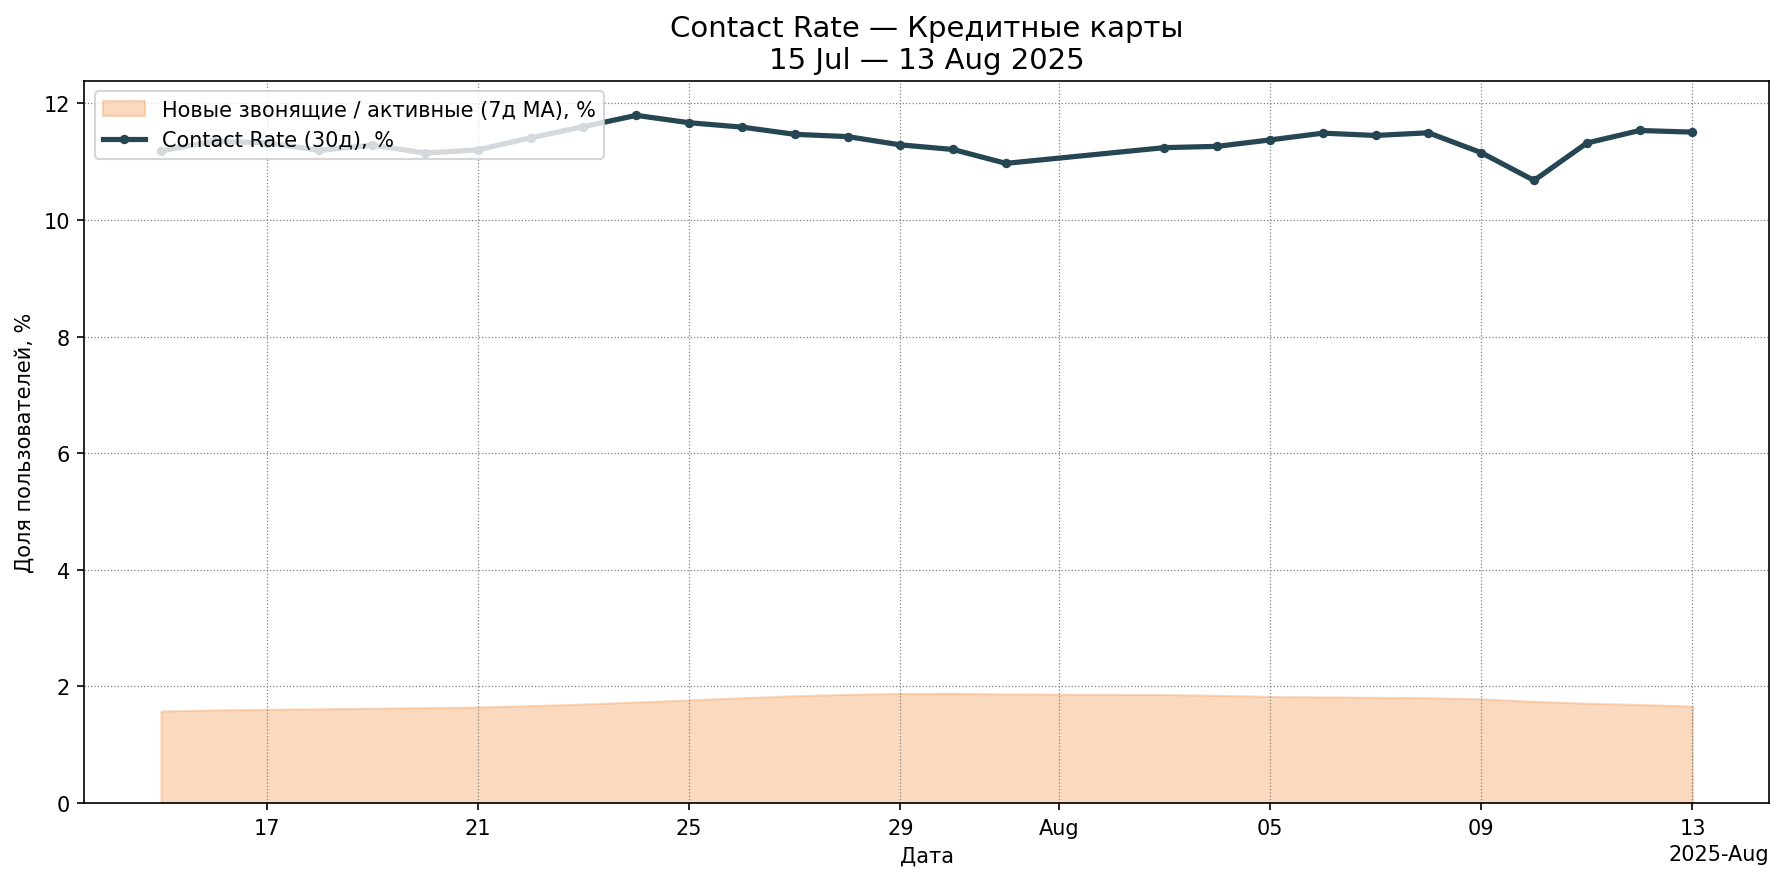 Contact Rate — Кредитные карты
15 Jul — 13 Aug 2025
Новые звонящие / активные (7д MA), %
Contact Rate (30д), %
Доля пользователей, %
12
10
8
6
4
2
0
17
21
25
29
Aug
05
09
13
Дата
2025-Aug